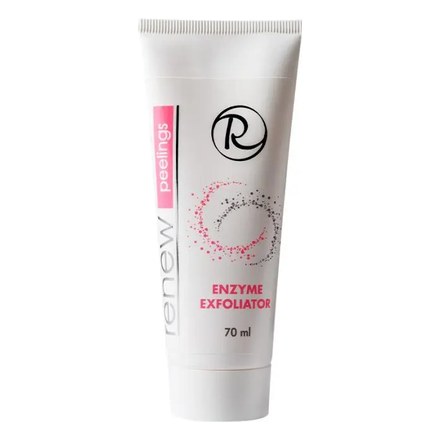 R
renew
peelings
ENZYME
EXFOLIATOR
70 ml